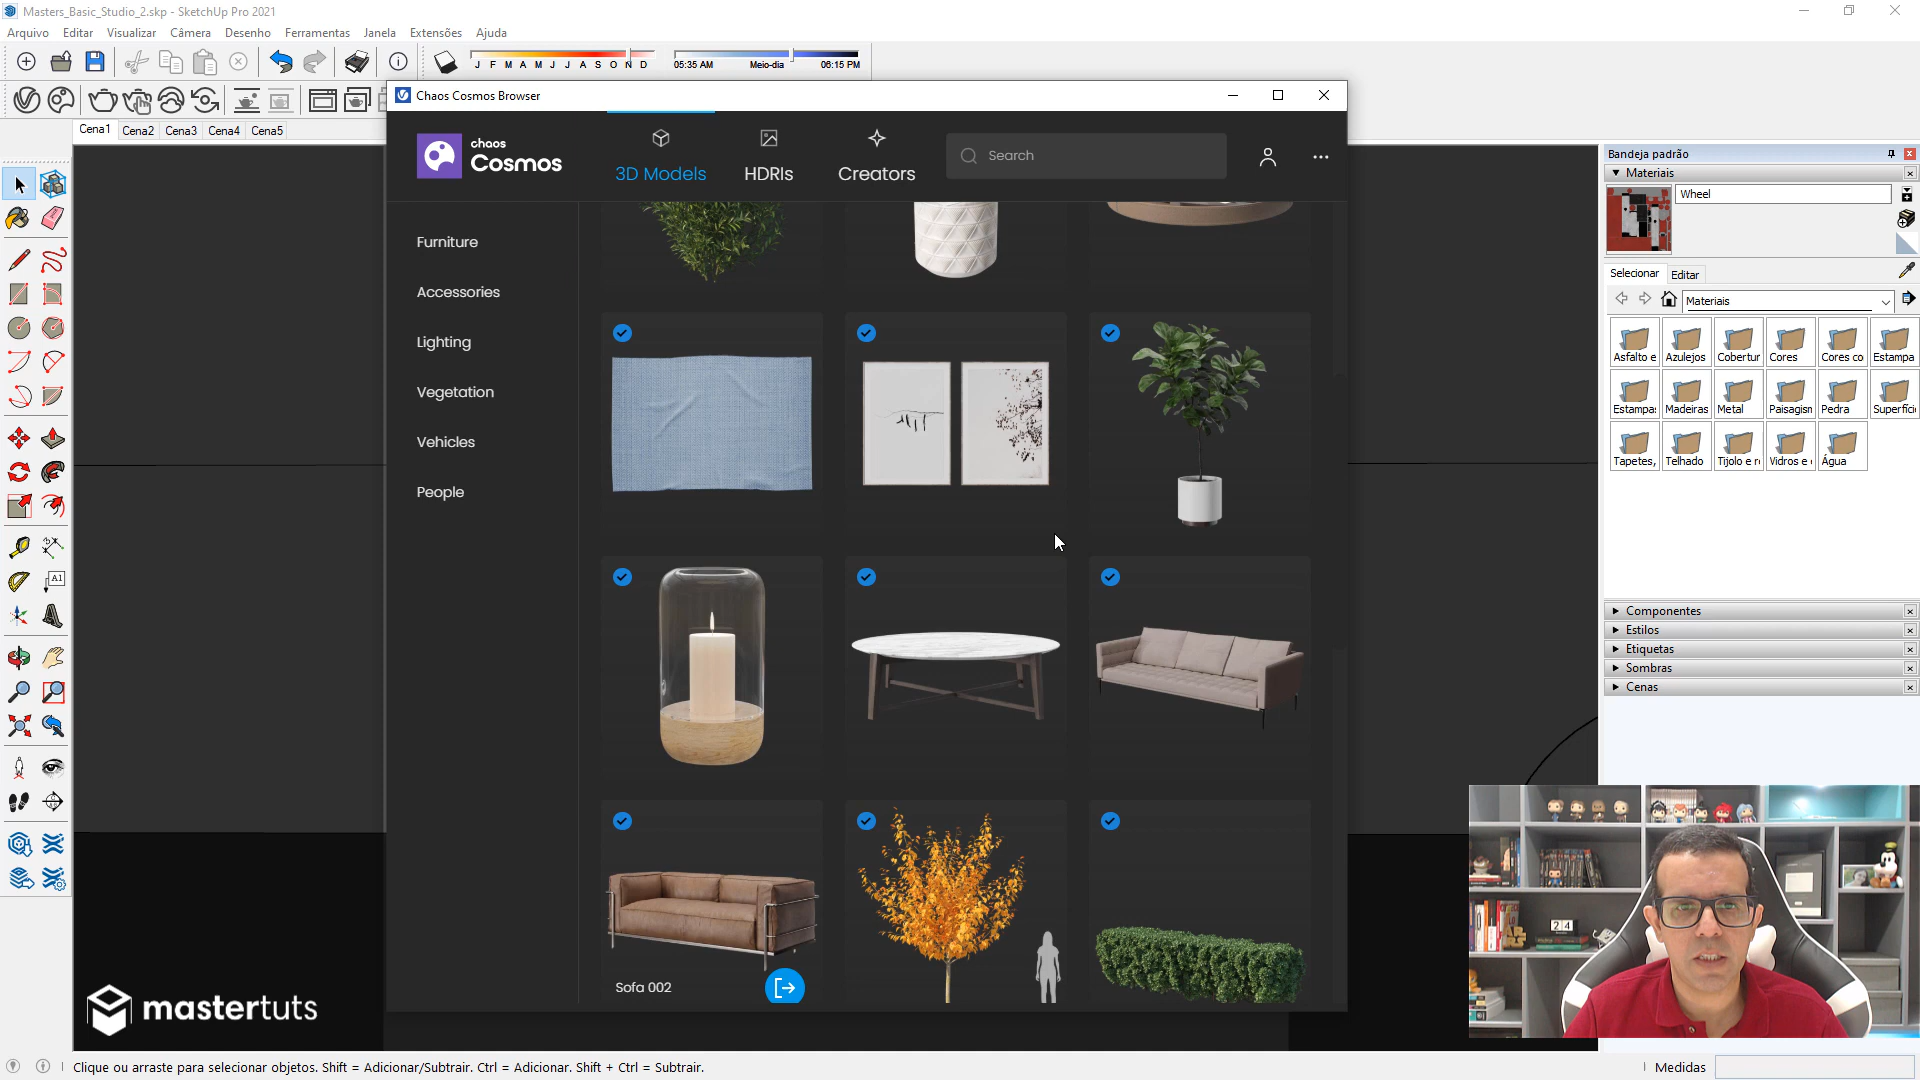 Masters_Basic_Studio_2.skp - SketchUp Pro 2021
Arquivo Editar Visualizar Câmera Desenho Ferramentas Janela Extensões Ajuda
J F M A M J J A S O N D
05:35 AM Meio-dia 06:15 PM
Chaos Cosmos Browser
Cena1 Cena2 Cena3 Cena4 Cena5
chaos
Cosmos
3D Models
HDRIs
Creators
Search
Furniture
Accessories
Lighting
Vegetation
Vehicles
People
Sofa 002
Bandeja padrão
Materiais
Wheel
Selecionar Editar
Materiais
Asfalto e Azulejos Cobertur Cores Cores co Estampa
Estampa: Madeiras Metal Paisagism Pedra Superfíci
Tapetes, Telhado Tijolo e re Vidros e Água
Componentes
Estilos
Etiquetas
Sombras
Cenas
A1
24
mastertuts
Clique ou arraste para selecionar objetos. Shift = Adicionar/Subtrair. Ctrl = Adicionar. Shift + Ctrl = Subtrair.
Medidas